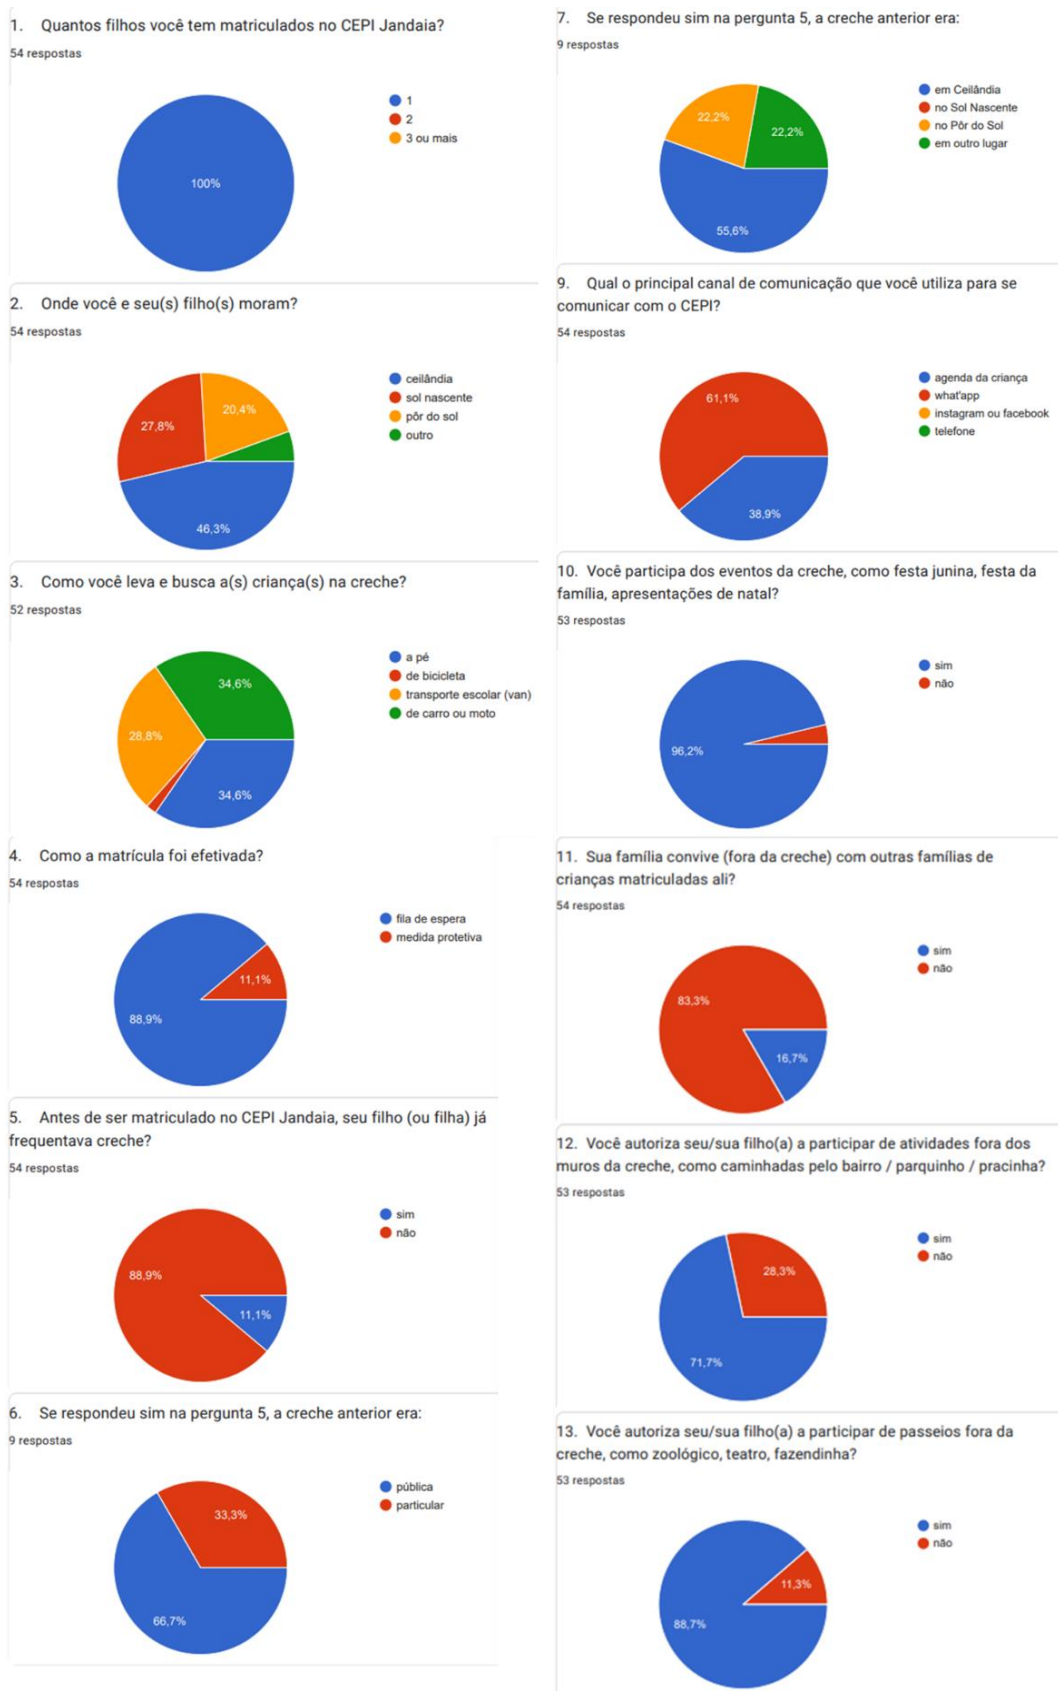 1. Quantos filhos você tem matriculados no CEPI Jandaia?
54 respostas
1
2
3 ou mais
100%
2. Onde você e seu(s) filho(s) moram?
54 respostas
ceilândia
sol nascente
pôr do sol
outro
20,4%
27,8%
46,3%
3. Como você leva e busca a(s) criança(s) na creche?
52 respostas
a pé
de bicicleta
transporte escolar (van)
de carro ou moto
34,6%
28,8%
34,6%
4. Como a matrícula foi efetivada?
54 respostas
fila de espera
medida protetiva
11,1%
88,9%
5. Antes de ser matriculado no CEPI Jandaia, seu filho (ou filha) já
frequentava creche?
54 respostas
sim
não
88,9%
11,1%
6. Se respondeu sim na pergunta 5, a creche anterior era:
9 respostas
pública
particular
33,3%
66,7%
7. Se respondeu sim na pergunta 5, a creche anterior era:
9 respostas
em Ceilândia
no Sol Nascente
no Pôr do Sol
em outro lugar
22,2%
22,2%
55,6%
9. Qual o principal canal de comunicação que você utiliza para se
comunicar com o CEPI?
54 respostas
agenda da criança
what'app
instagram ou facebook
telefone
61,1%
38,9%
10. Você participa dos eventos da creche, como festa junina, festa da
família, apresentações de natal?
53 respostas
sim
não
96,2%
11. Sua família convive (fora da creche) com outras famílias de
crianças matriculadas ali?
54 respostas
sim
não
83,3%
16,7%
12. Você autoriza seu/sua filho(a) a participar de atividades fora dos
muros da creche, como caminhadas pelo bairro / parquinho / pracinha?
53 respostas
sim
não
28,3%
71,7%
13. Você autoriza seu/sua filho(a) a participar de passeios fora da
creche, como zoológico, teatro, fazendinha?
53 respostas
sim
não
11,3%
88,7%